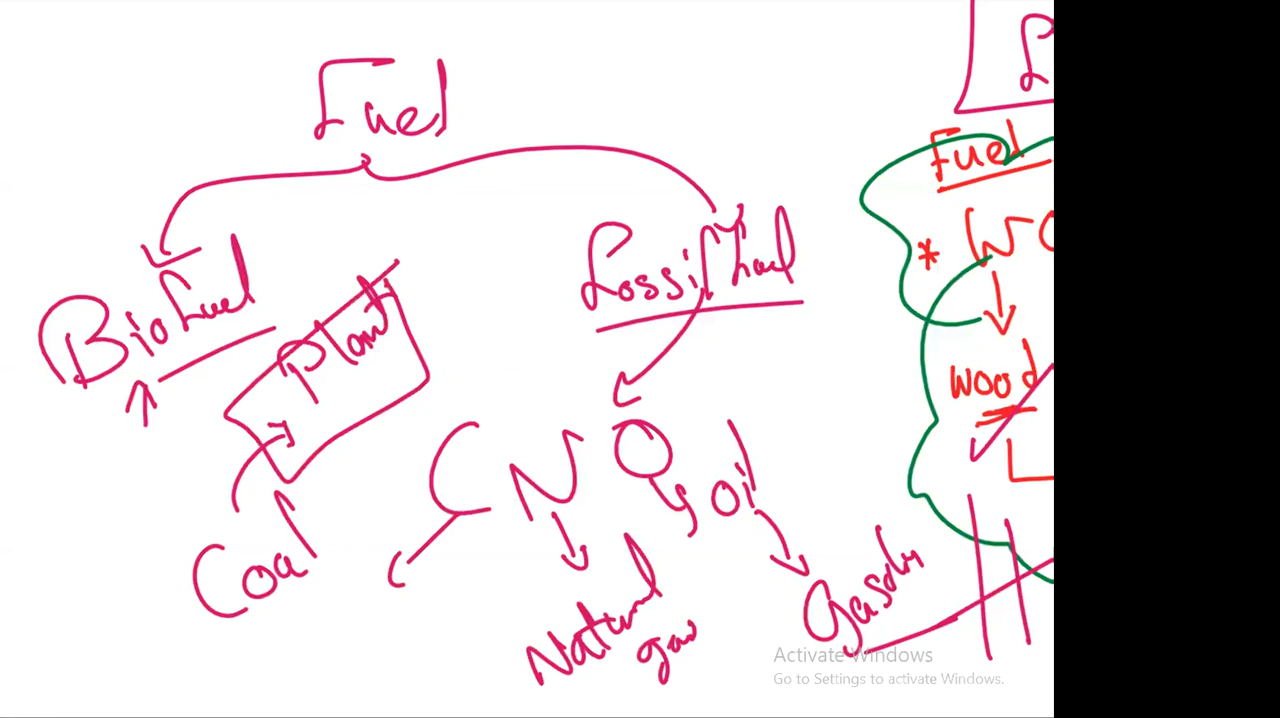 Fuel
Fuel
* WO
Bio Fuel
Fossil Fuel
Plant
wood
C N O
Oil
Coal
Natural
gas
Activate Windows
Go to Settings to activate Windows.